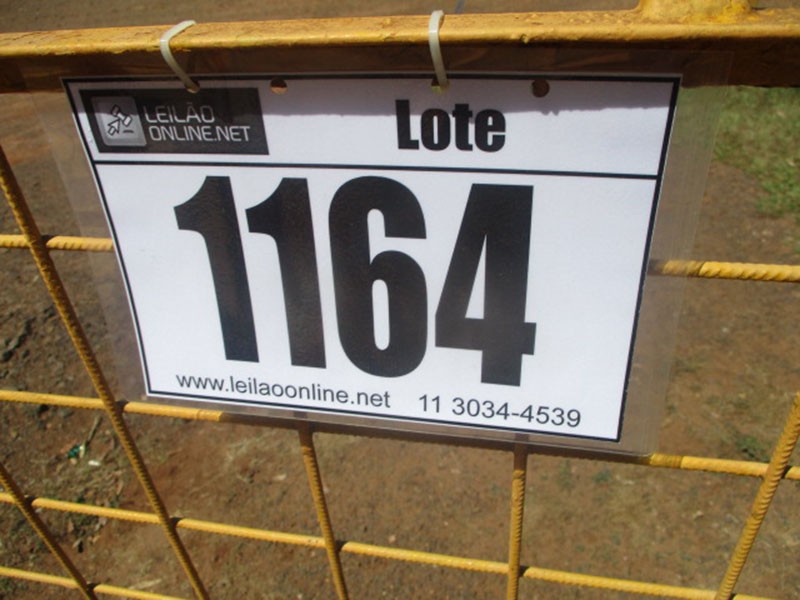 LEILÃO
ONLINE.NET
Lote
1164
www.leilaoonline.net 11 3034-4539